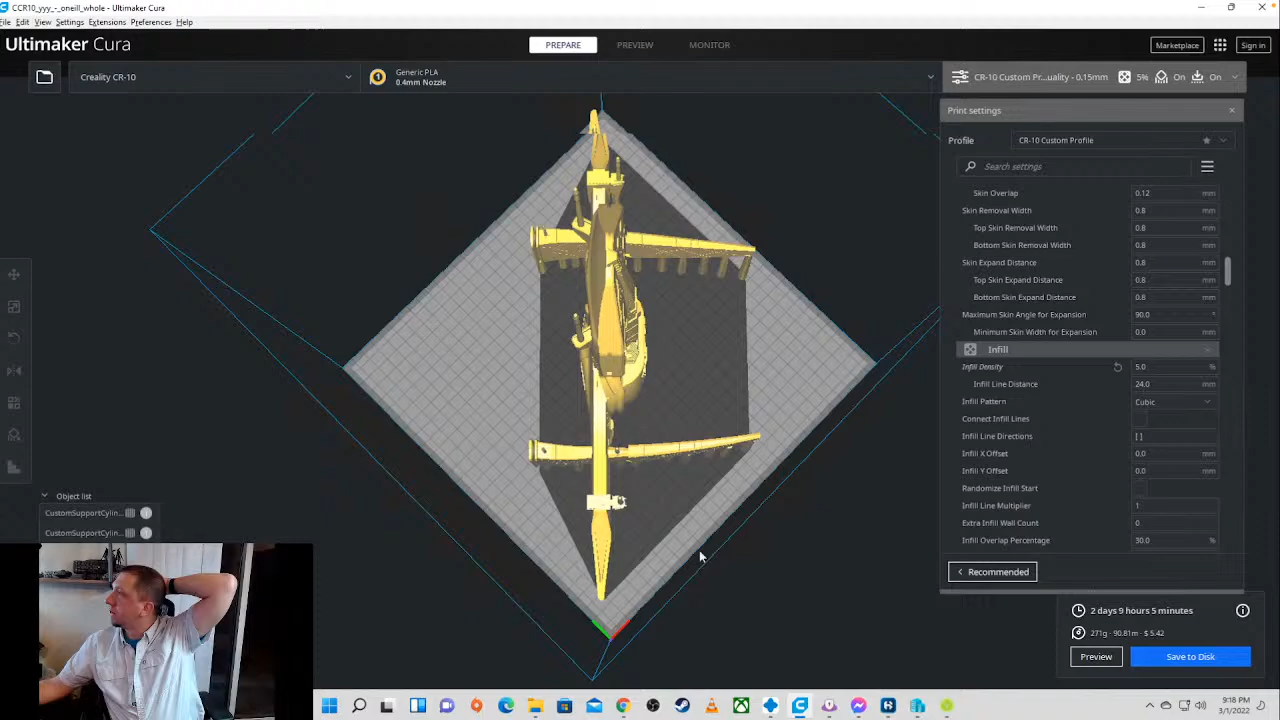 CCR10_yyy_-_oneill_whole - Ultimaker Cura
File Edit View Settings Extensions Preferences Help
Ultimaker Cura
PREPARE PREVIEW MONITOR
Marketplace Sign in
Creality CR-10
1 Generic PLA
0.4mm Nozzle
CR-10 Custom Pr...uality - 0.15mm 5% On On
Print settings
Profile CR-10 Custom Profile
Search settings
Skin Overlap 0.12 mm
Skin Removal Width 0.8 mm
Top Skin Removal Width 0.8 mm
Bottom Skin Removal Width 0.8 mm
Skin Expand Distance 0.8 mm
Top Skin Expand Distance 0.8 mm
Bottom Skin Expand Distance 0.8 mm
Maximum Skin Angle for Expansion 90.0 °
Minimum Skin Width for Expansion 0.0 mm
Infill
Infill Density 5.0 %
Infill Line Distance 24.0 mm
Infill Pattern Cubic
Connect Infill Lines
Infill Line Directions [ ]
Infill X Offset 0.0 mm
Infill Y Offset 0.0 mm
Randomize Infill Start
Infill Line Multiplier 1
Extra Infill Wall Count 0
Infill Overlap Percentage 30.0 %
Recommended
Object list
CustomSupportCylin...
CustomSupportCylin...
2 days 9 hours 5 minutes
271g · 90.81m · $ 5.42
Preview Save to Disk
9:18 PM
3/1/2022